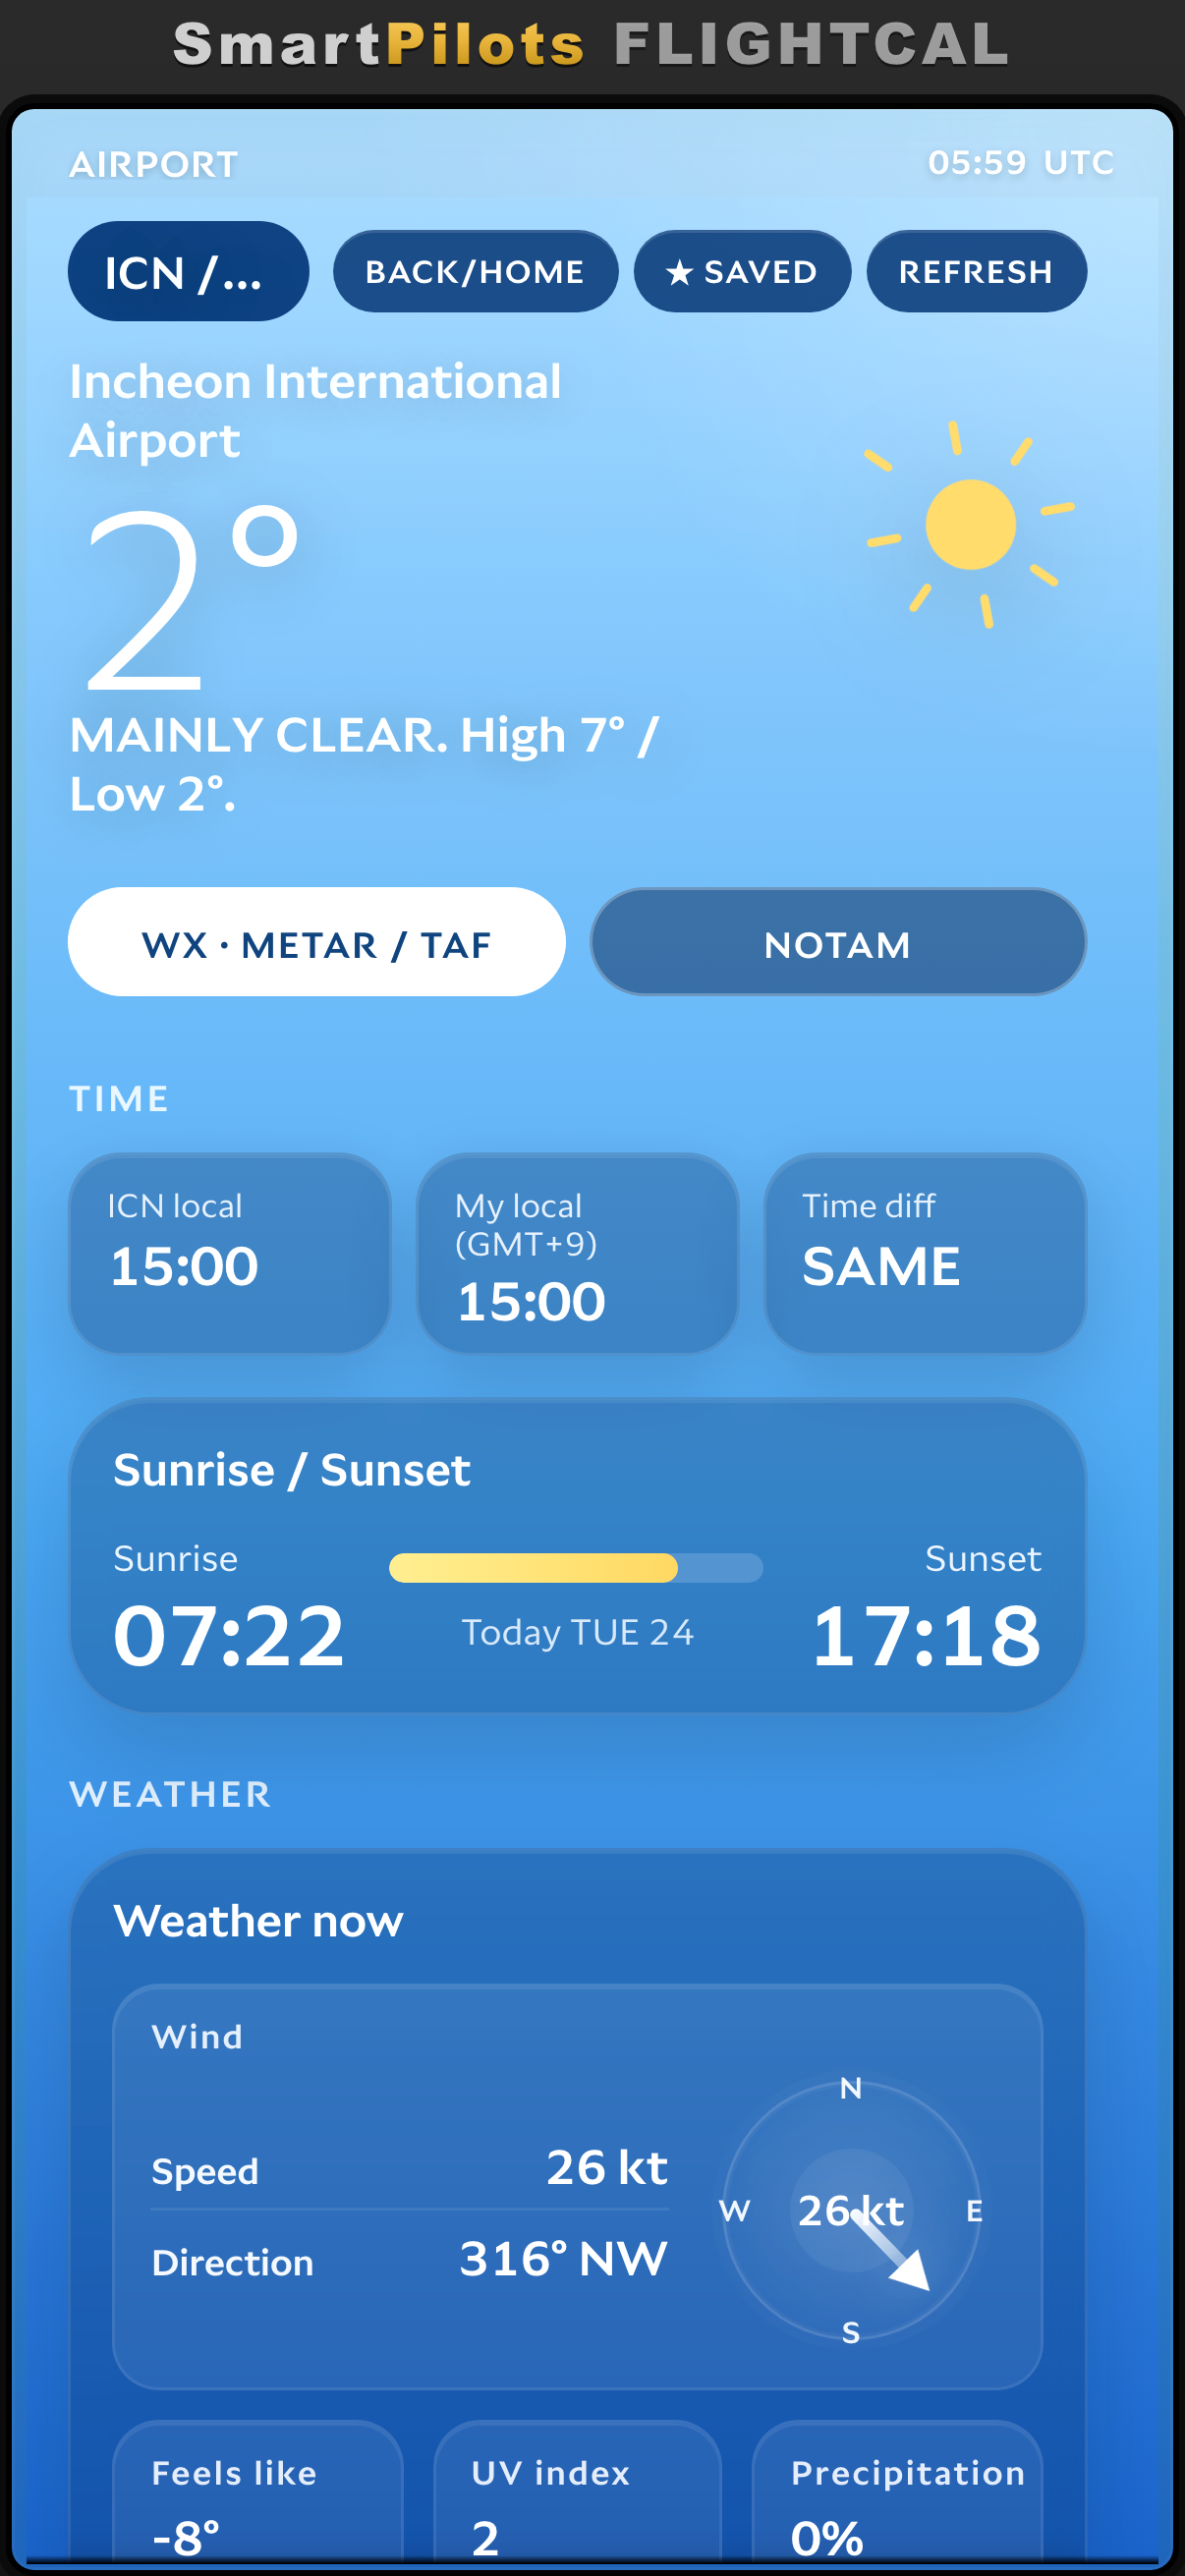 SmartPilots FLIGHTCAL
AIRPORT
05:59 UTC
ICN /...
BACK/HOME
★ SAVED
REFRESH
Incheon International
Airport
2°
MAINLY CLEAR. High 7° /
Low 2°.
WX · METAR / TAF
NOTAM
TIME
ICN local
15:00
My local
(GMT+9)
15:00
Time diff
SAME
Sunrise / Sunset
Sunrise
07:22
Today TUE 24
Sunset
17:18
WEATHER
Weather now
Wind
Speed
26 kt
Direction
316° NW
N
W
26 kt
E
S
Feels like
-8°
UV index
2
Precipitation
0%